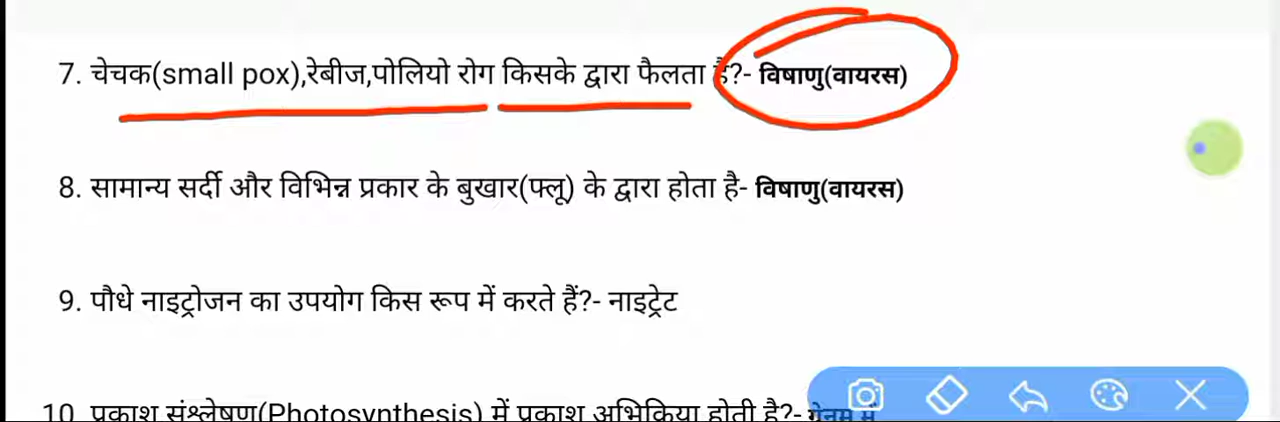 7. चेचक(small pox),रेबीज,पोलियो रोग किसके द्वारा फैलता है?- विषाणु(वायरस)
8. सामान्य सर्दी और विभिन्न प्रकार के बुखार(फ्लू) के द्वारा होता है- विषाणु(वायरस)
9. पौधे नाइट्रोजन का उपयोग किस रूप में करते हैं?- नाइट्रेट
10. प्रकाश संश्लेषण(Photosynthesis) में प्रकाश अभिक्रिया होती है?- में